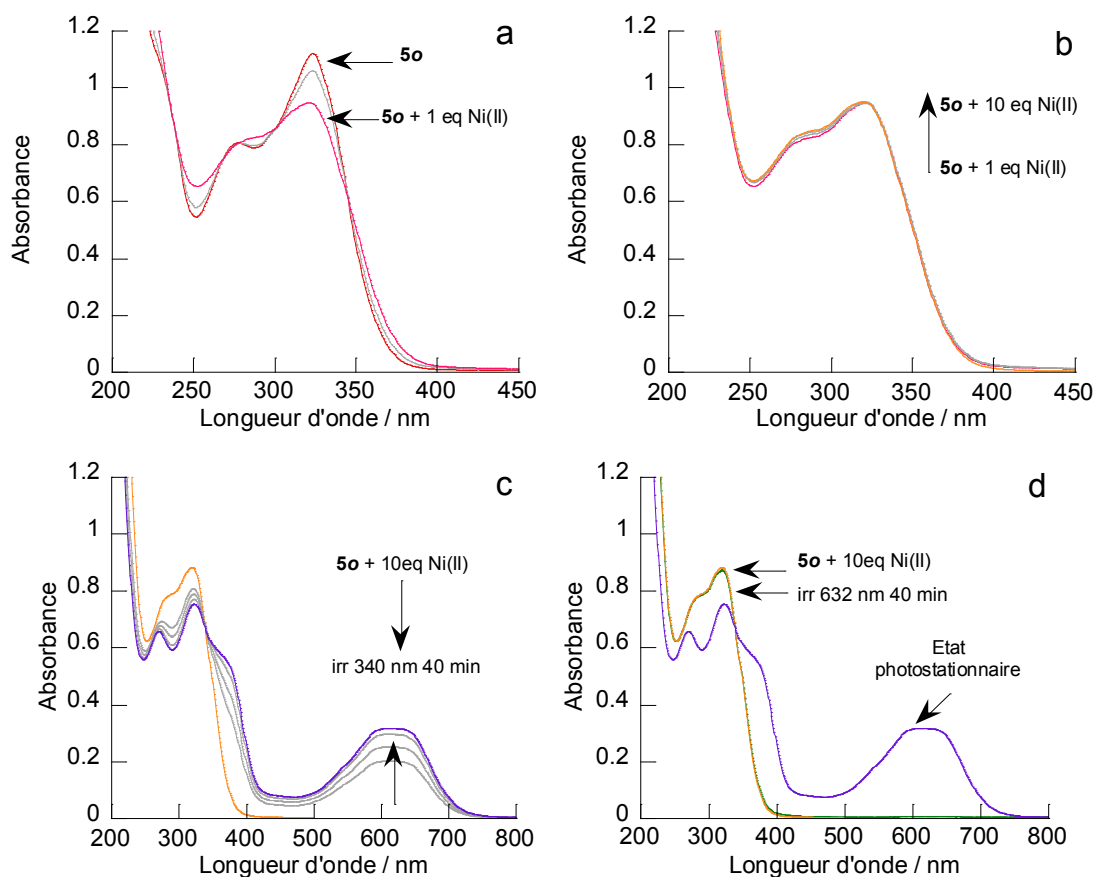 a
5o
5o + 1 eq Ni(II)
Absorbance
1.2
1
0.8
0.6
0.4
0.2
0
200 250 300 350 400 450
Longueur d'onde / nm
b
5o + 10 eq Ni(II)
5o + 1 eq Ni(II)
Absorbance
1.2
1
0.8
0.6
0.4
0.2
0
200 250 300 350 400 450
Longueur d'onde / nm
c
5o + 10eq Ni(II)
irr 340 nm 40 min
Absorbance
1.2
1
0.8
0.6
0.4
0.2
0
200 300 400 500 600 700 800
Longueur d'onde / nm
d
5o + 10eq Ni(II)
irr 632 nm 40 min
Etat
photostationnaire
Absorbance
1.2
1
0.8
0.6
0.4
0.2
0
200 300 400 500 600 700 800
Longueur d'onde / nm